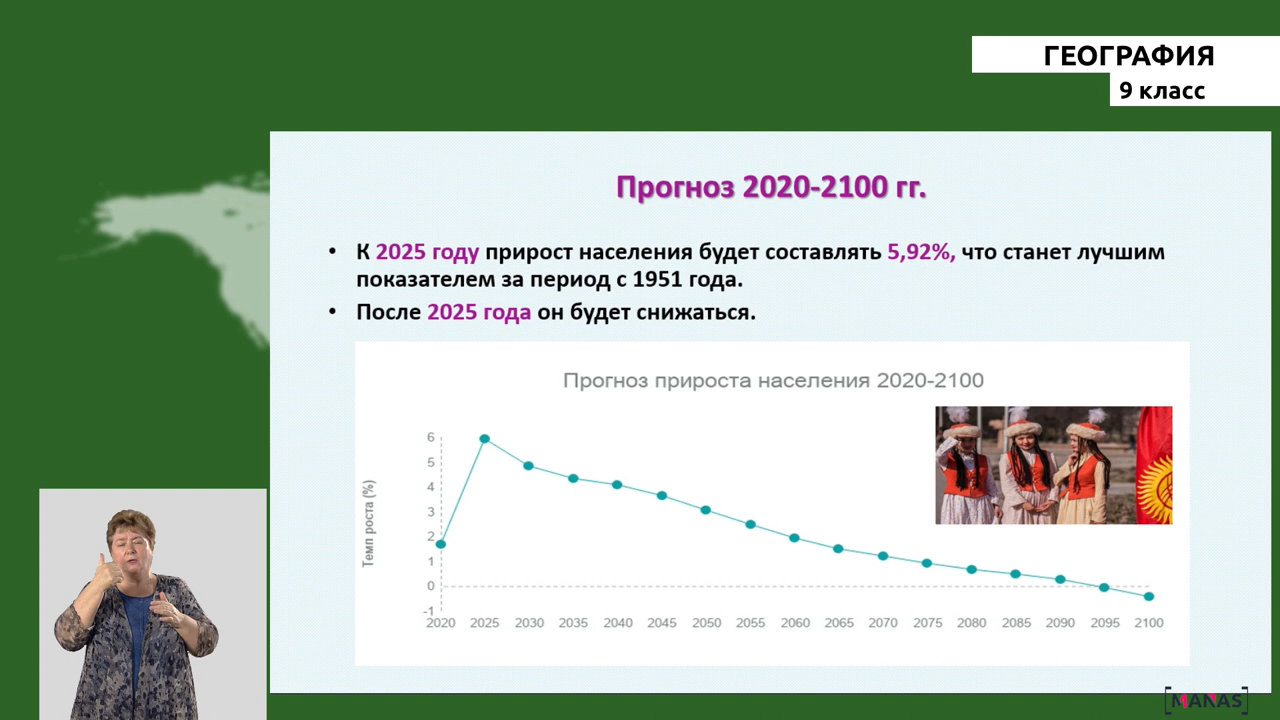 ГЕОГРАФИЯ
9 класс
Прогноз 2020-2100 гг.
• К 2025 году прирост населения будет составлять 5,92%, что станет лучшим
показателем за период с 1951 года.
• После 2025 года он будет снижаться.
Прогноз прироста населения 2020-2100
Темп роста (%)
6
5
4
3
2
1
0
-1
2020 2025 2030 2035 2040 2045 2050 2055 2060 2065 2070 2075 2080 2085 2090 2095 2100
[MANAS]